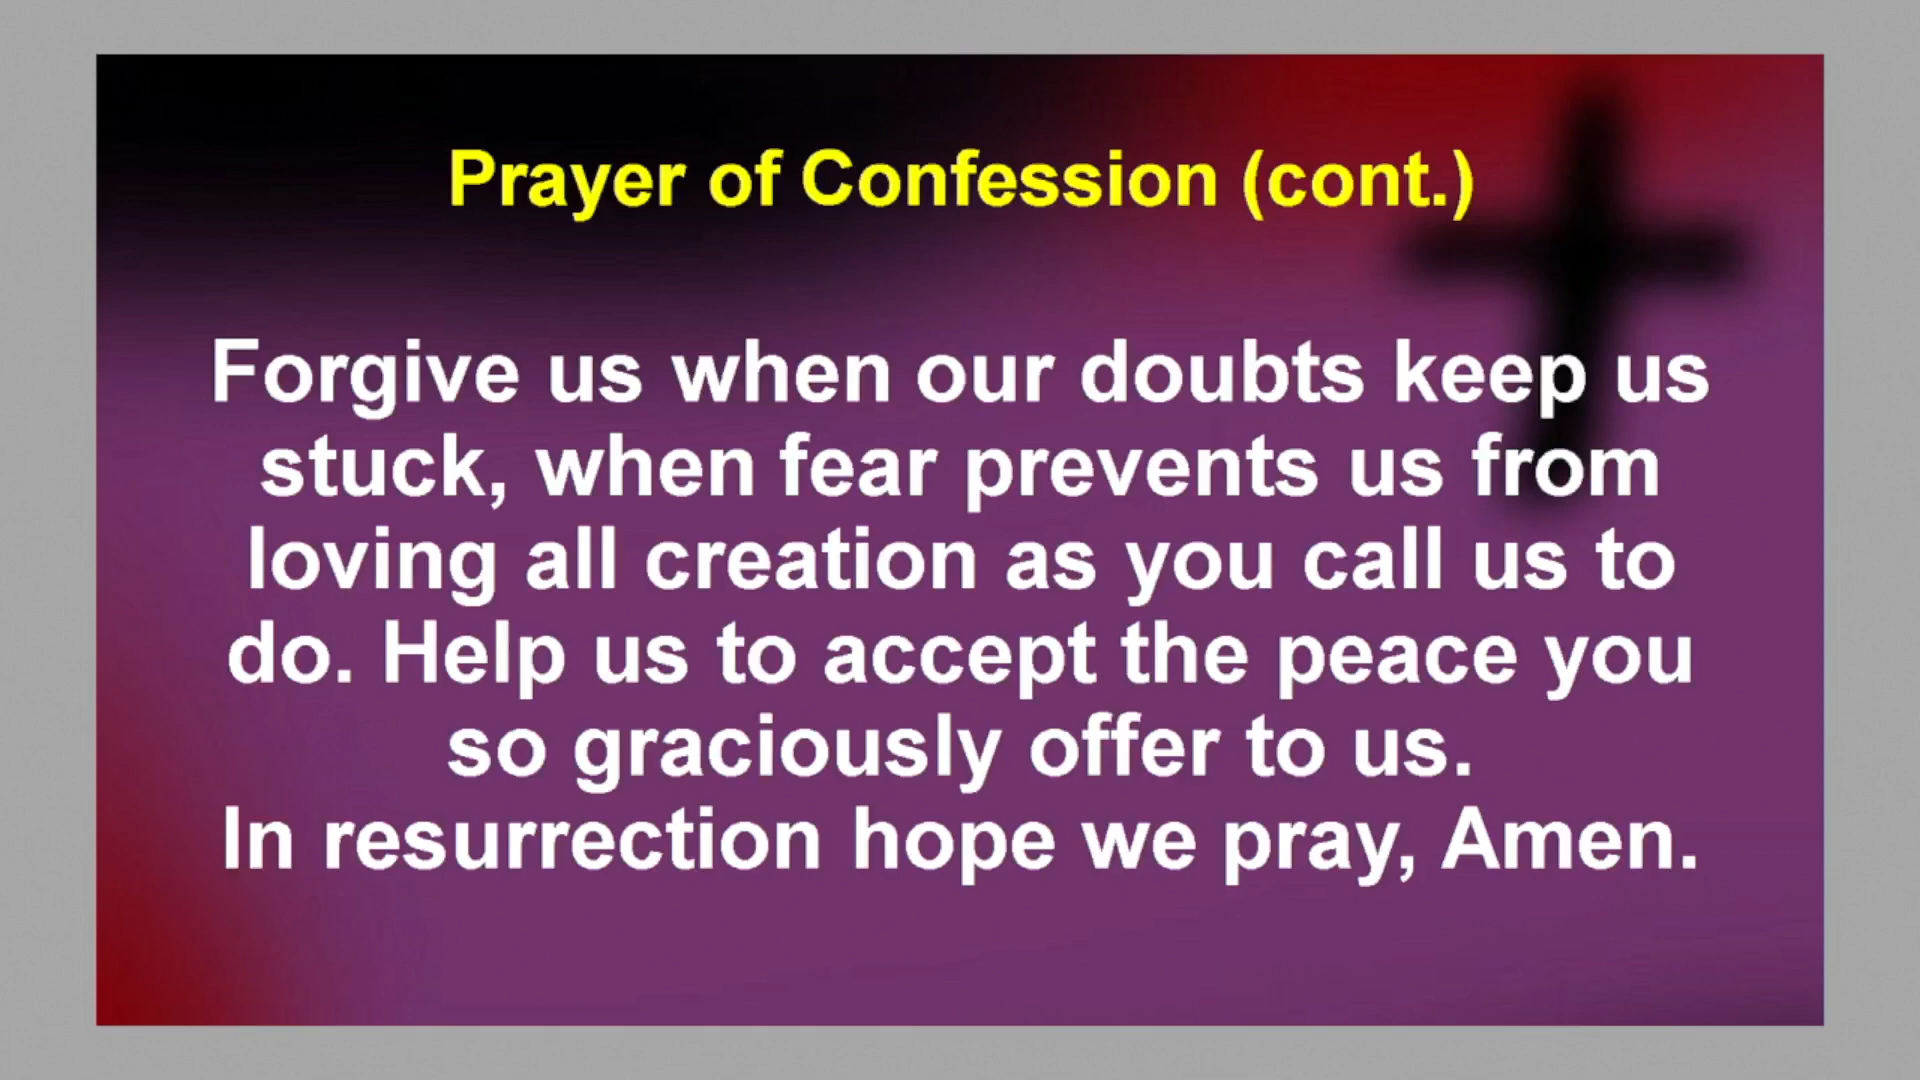 Prayer of Confession (cont.)
Forgive us when our doubts keep us
stuck, when fear prevents us from
loving all creation as you call us to
do. Help us to accept the peace you
so graciously offer to us.
In resurrection hope we pray, Amen.